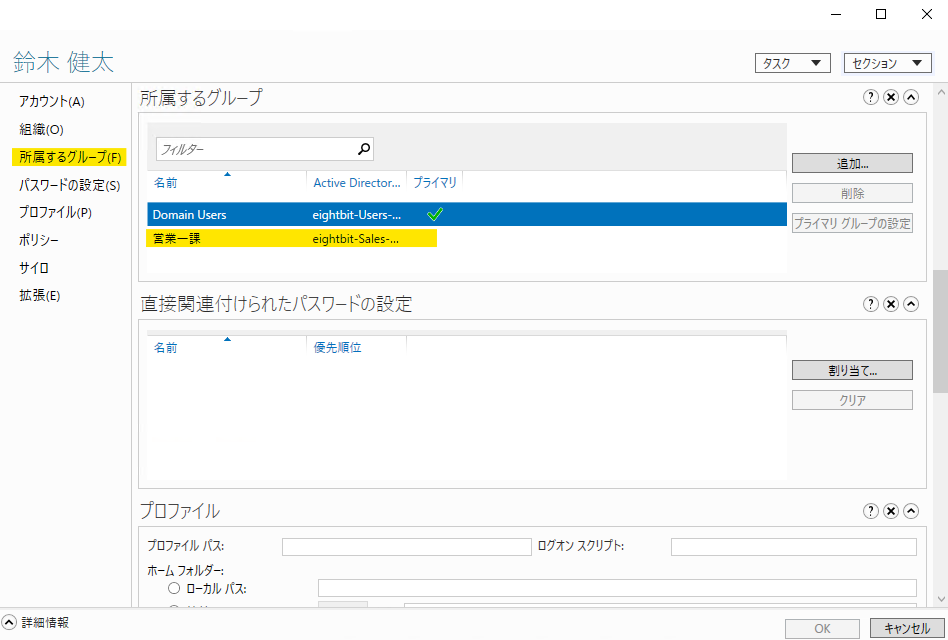 鈴木 健太
タスク
セクション
アカウント(A)
組織(O)
所属するグループ(F)
パスワードの設定(S)
プロファイル(P)
ポリシー
サイロ
拡張(E)
所属するグループ
フィルター
名前 Active Director... プライマリ
Domain Users eightbit-Users-...
営業一課 eightbit-Sales-...
追加...
削除
プライマリ グループの設定
直接関連付けられたパスワードの設定
名前 優先順位
割り当て...
クリア
プロファイル
プロファイル パス:
ログオン スクリプト:
ホーム フォルダー:
ローカル パス:
詳細情報
OK
キャンセル